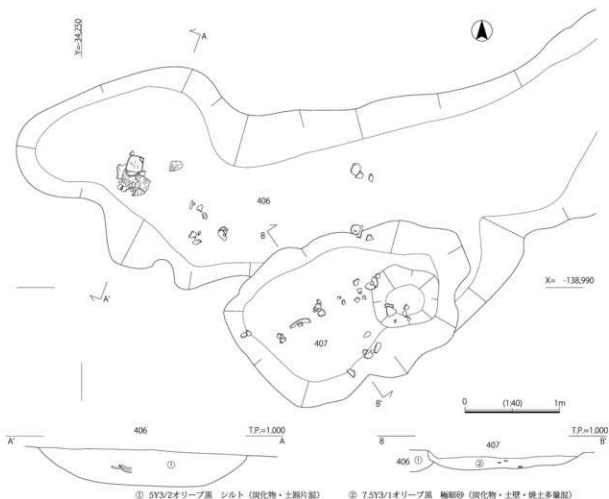 Y=-34,250
A
406
B
X= -138,990
A'
407
B'
0 (1:40) 1m
A' 406 T.P.=1.000 A
B 407 T.P.=1.000 B'
①
406 ① ②
① 5Y3/2オリーブ黒 シルト（炭化物・土器片混）
② 7.5Y3/1オリーブ黒 極細砂（炭化物・土壁・焼土多量混）